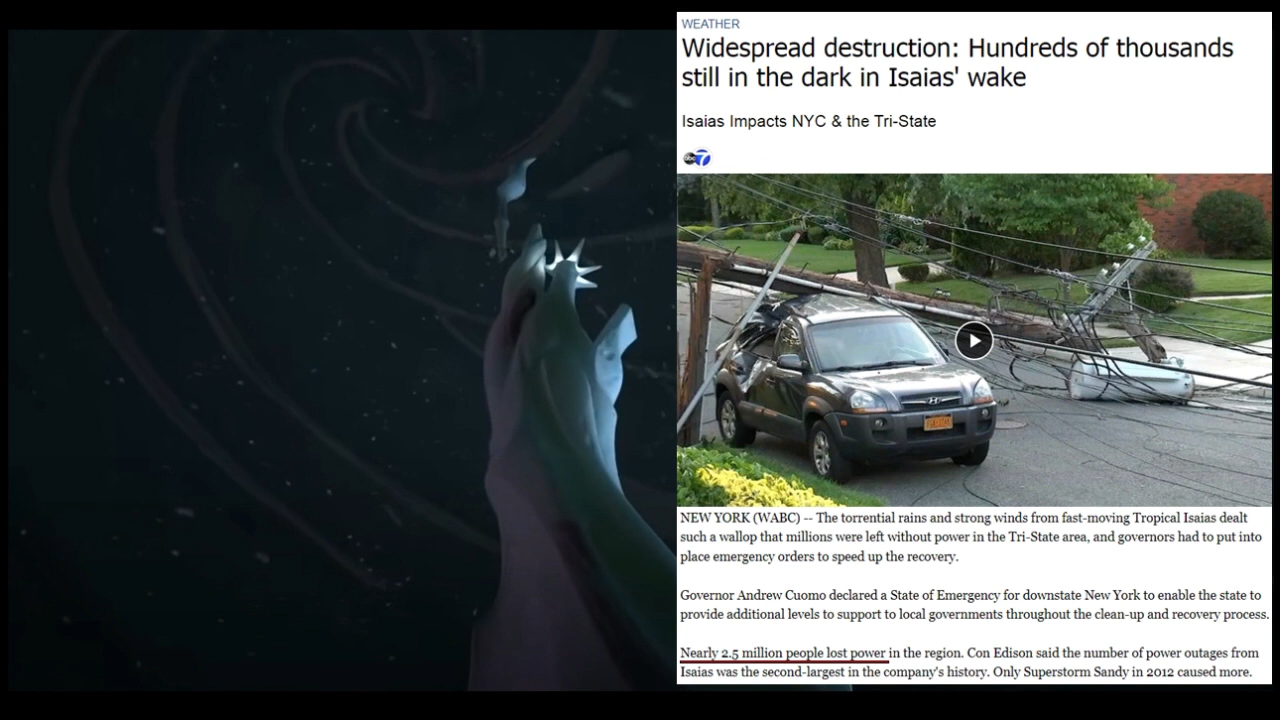 WEATHER
Widespread destruction: Hundreds of thousands
still in the dark in Isaias' wake
Isaias Impacts NYC & the Tri-State
abc 7
NEW YORK (WABC) -- The torrential rains and strong winds from fast-moving Tropical Isaias dealt
such a wallop that millions were left without power in the Tri-State area, and governors had to put into
place emergency orders to speed up the recovery.
Governor Andrew Cuomo declared a State of Emergency for downstate New York to enable the state to
provide additional levels to support to local governments throughout the clean-up and recovery process.
Nearly 2.5 million people lost power in the region. Con Edison said the number of power outages from
Isaias was the second-largest in the company's history. Only Superstorm Sandy in 2012 caused more.